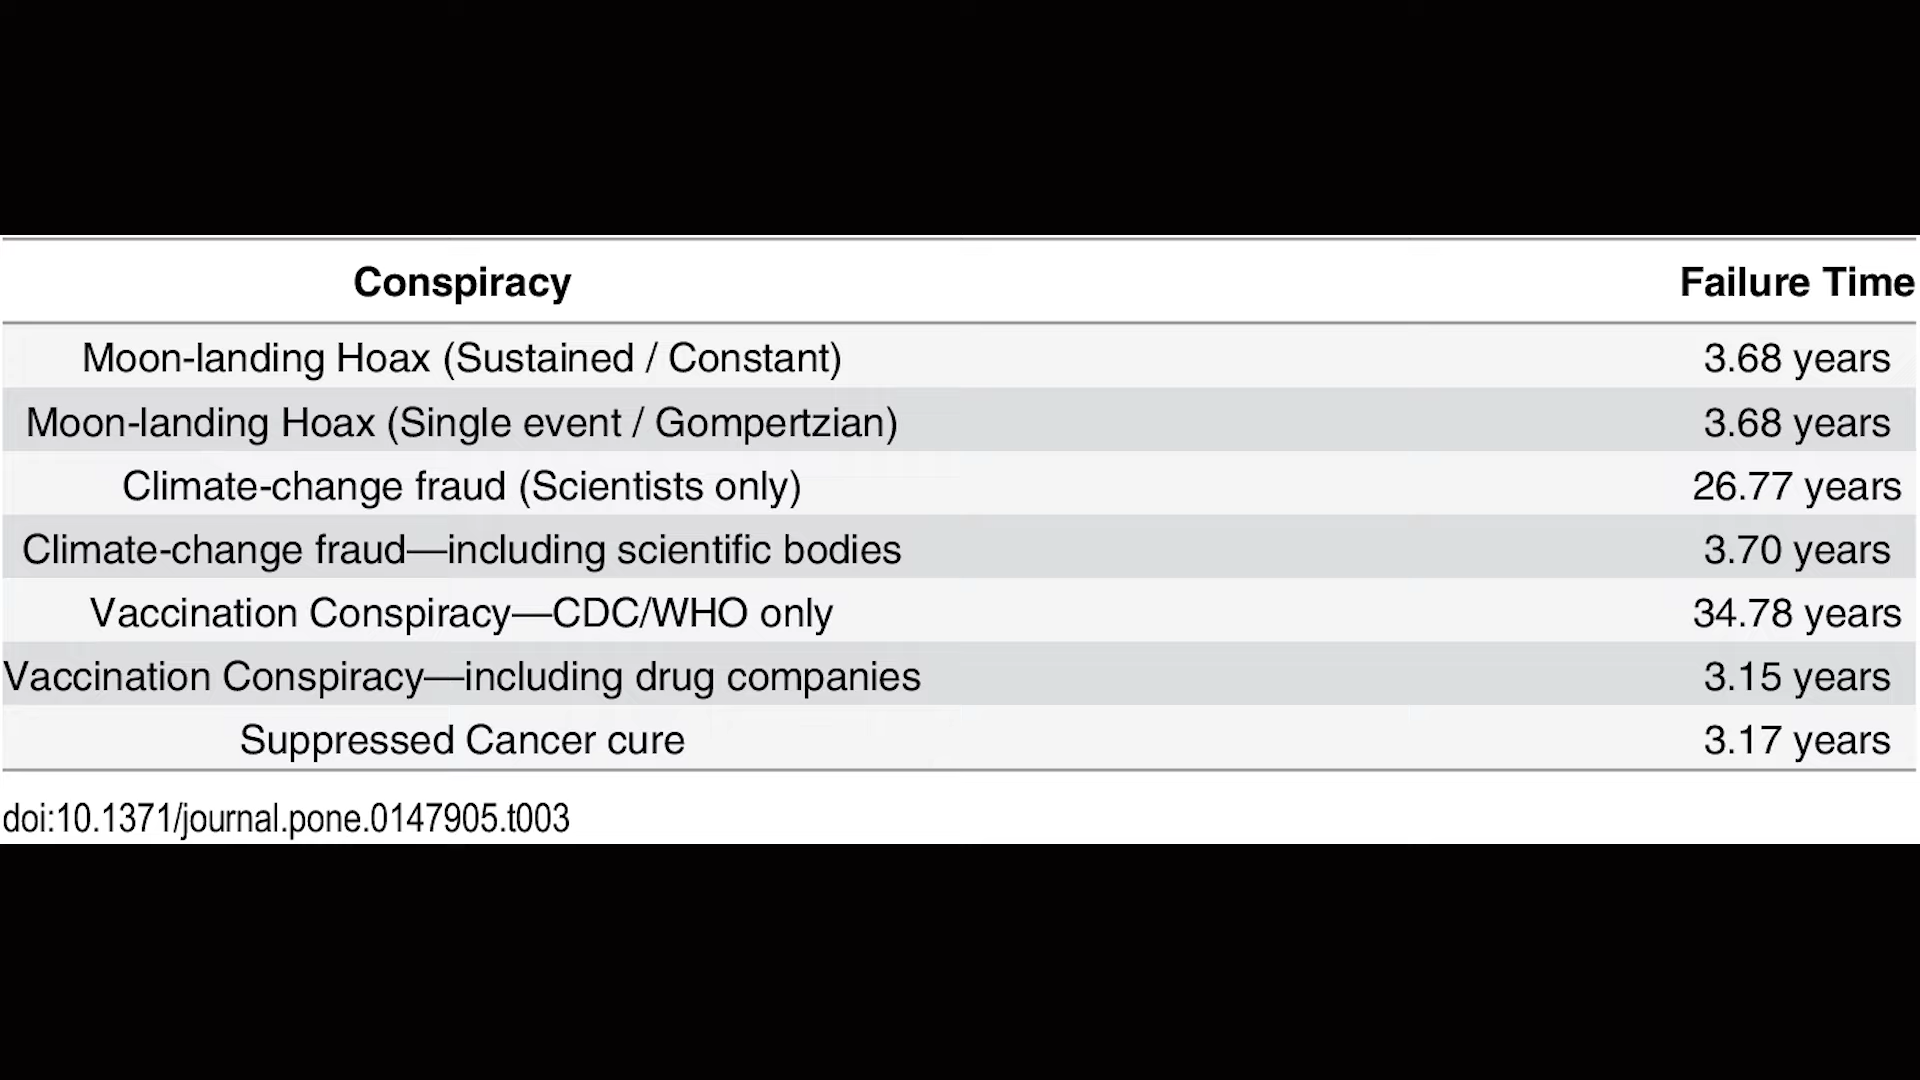 Conspiracy Failure Time
Moon-landing Hoax (Sustained / Constant) 3.68 years
Moon-landing Hoax (Single event / Gompertzian) 3.68 years
Climate-change fraud (Scientists only) 26.77 years
Climate-change fraud—including scientific bodies 3.70 years
Vaccination Conspiracy—CDC/WHO only 34.78 years
Vaccination Conspiracy—including drug companies 3.15 years
Suppressed Cancer cure 3.17 years
doi:10.1371/journal.pone.0147905.t003